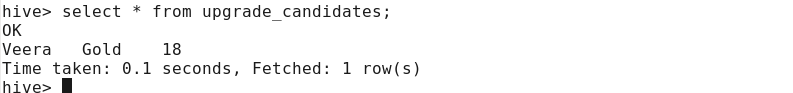 hive> select * from upgrade_candidates;
OK
Veera   Gold    18
Time taken: 0.1 seconds, Fetched: 1 row(s)
hive>